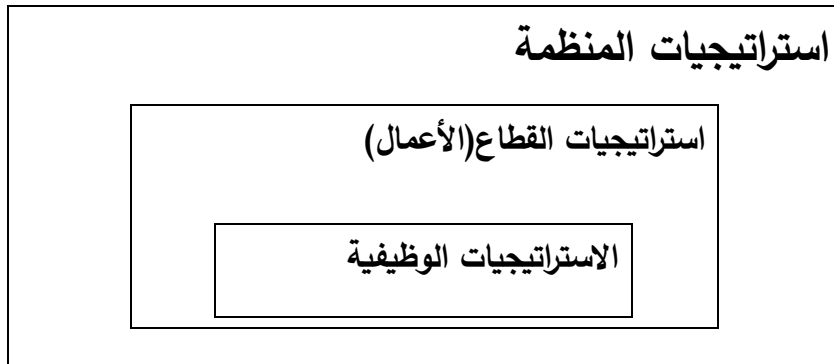 استراتيجيات المنظمة
استراتيجيات القطاع(الأعمال)
الاستراتيجيات الوظيفية